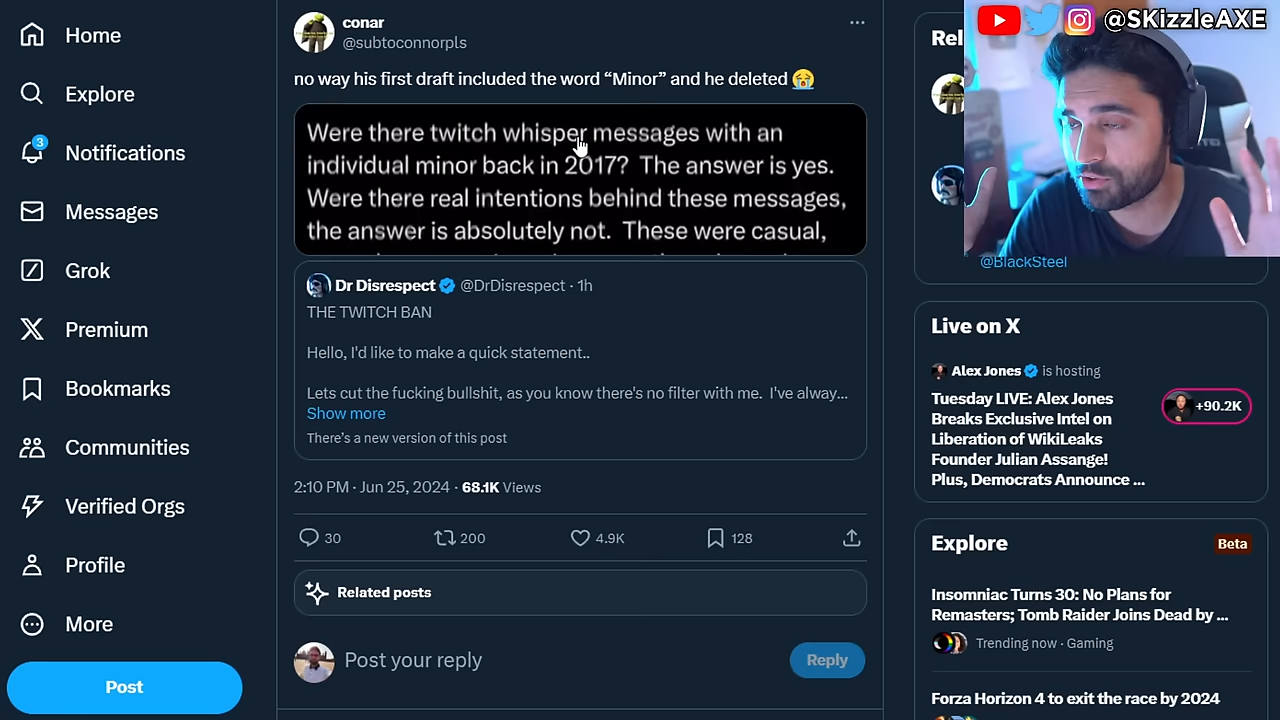 Home
Explore
3
Notifications
Messages
Grok
Premium
Bookmarks
Communities
Verified Orgs
Profile
More
Post
conar
@subtoconnorpls
no way his first draft included the word “Minor” and he deleted 😭
Were there twitch whisper messages with an
individual minor back in 2017? The answer is yes.
Were there real intentions behind these messages,
the answer is absolutely not. These were casual,
Dr Disrespect @DrDisrespect · 1h
THE TWITCH BAN
Hello, I'd like to make a quick statement..
Lets cut the fucking bullshit, as you know there's no filter with me. I've alway...
Show more
There's a new version of this post
2:10 PM · Jun 25, 2024 · 68.1K Views
30 200 4.9K 128
Related posts
Post your reply
Reply
@SKizzleAXE
Rel
@BlackSteel
Live on X
Alex Jones is hosting
Tuesday LIVE: Alex Jones
Breaks Exclusive Intel on
Liberation of WikiLeaks
Founder Julian Assange!
Plus, Democrats Announce ...
+90.2K
Explore
Beta
Insomniac Turns 30: No Plans for
Remasters; Tomb Raider Joins Dead by ...
Trending now · Gaming
Forza Horizon 4 to exit the race by 2024